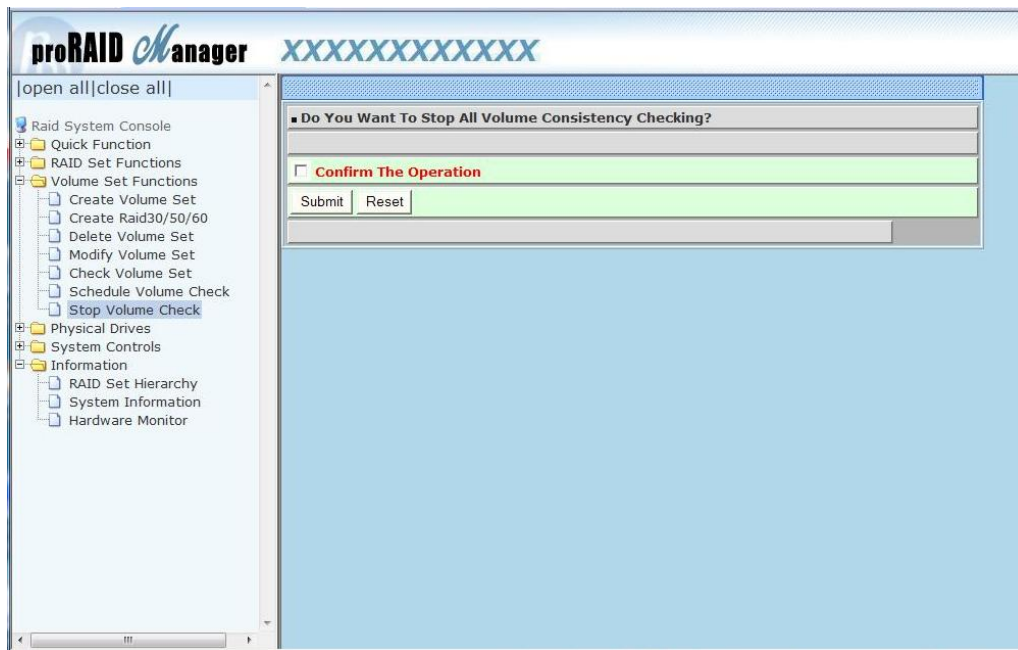 proRAID Manager XXXXXXXXXXXX
|open all|close all|
Raid System Console
Quick Function
RAID Set Functions
Volume Set Functions
Create Volume Set
Create Raid30/50/60
Delete Volume Set
Modify Volume Set
Check Volume Set
Schedule Volume Check
Stop Volume Check
Physical Drives
System Controls
Information
RAID Set Hierarchy
System Information
Hardware Monitor
Do You Want To Stop All Volume Consistency Checking?
Confirm The Operation
Submit Reset